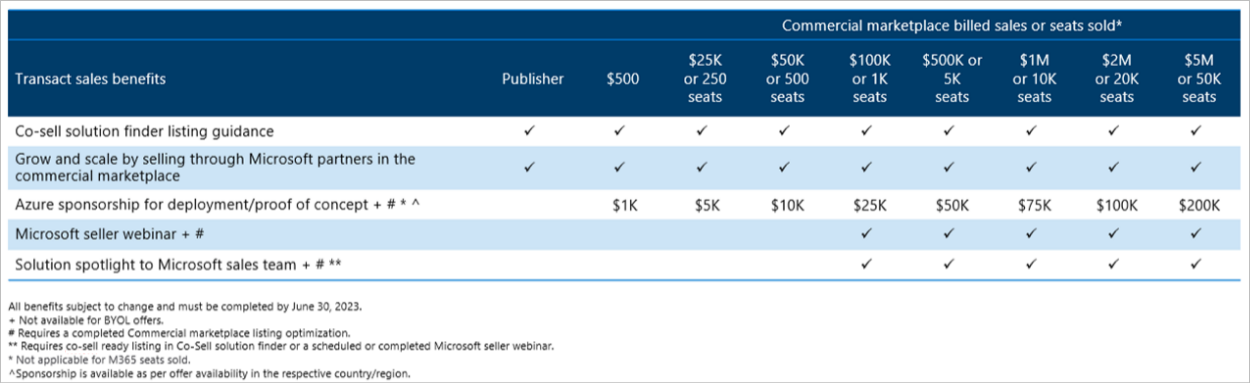 Commercial marketplace billed sales or seats sold*
Transact sales benefits Publisher $500 $25K or 250 seats $50K or 500 seats $100K or 1K seats $500K or 5K seats $1M or 10K seats $2M or 20K seats $5M or 50K seats
Co-sell solution finder listing guidance ✓ ✓ ✓ ✓ ✓ ✓ ✓ ✓ ✓
Grow and scale by selling through Microsoft partners in the
commercial marketplace ✓ ✓ ✓ ✓ ✓ ✓ ✓ ✓ ✓
Azure sponsorship for deployment/proof of concept + # * ^ $1K $5K $10K $25K $50K $75K $100K $200K
Microsoft seller webinar + # ✓ ✓ ✓ ✓ ✓
Solution spotlight to Microsoft sales team + # ** ✓ ✓ ✓ ✓ ✓
All benefits subject to change and must be completed by June 30, 2023.
+ Not available for BYOL offers.
# Requires a completed Commercial marketplace listing optimization.
** Requires co-sell ready listing in Co-Sell solution finder or a scheduled or completed Microsoft seller webinar.
* Not applicable for M365 seats sold.
^Sponsorship is available as per offer availability in the respective country/region.